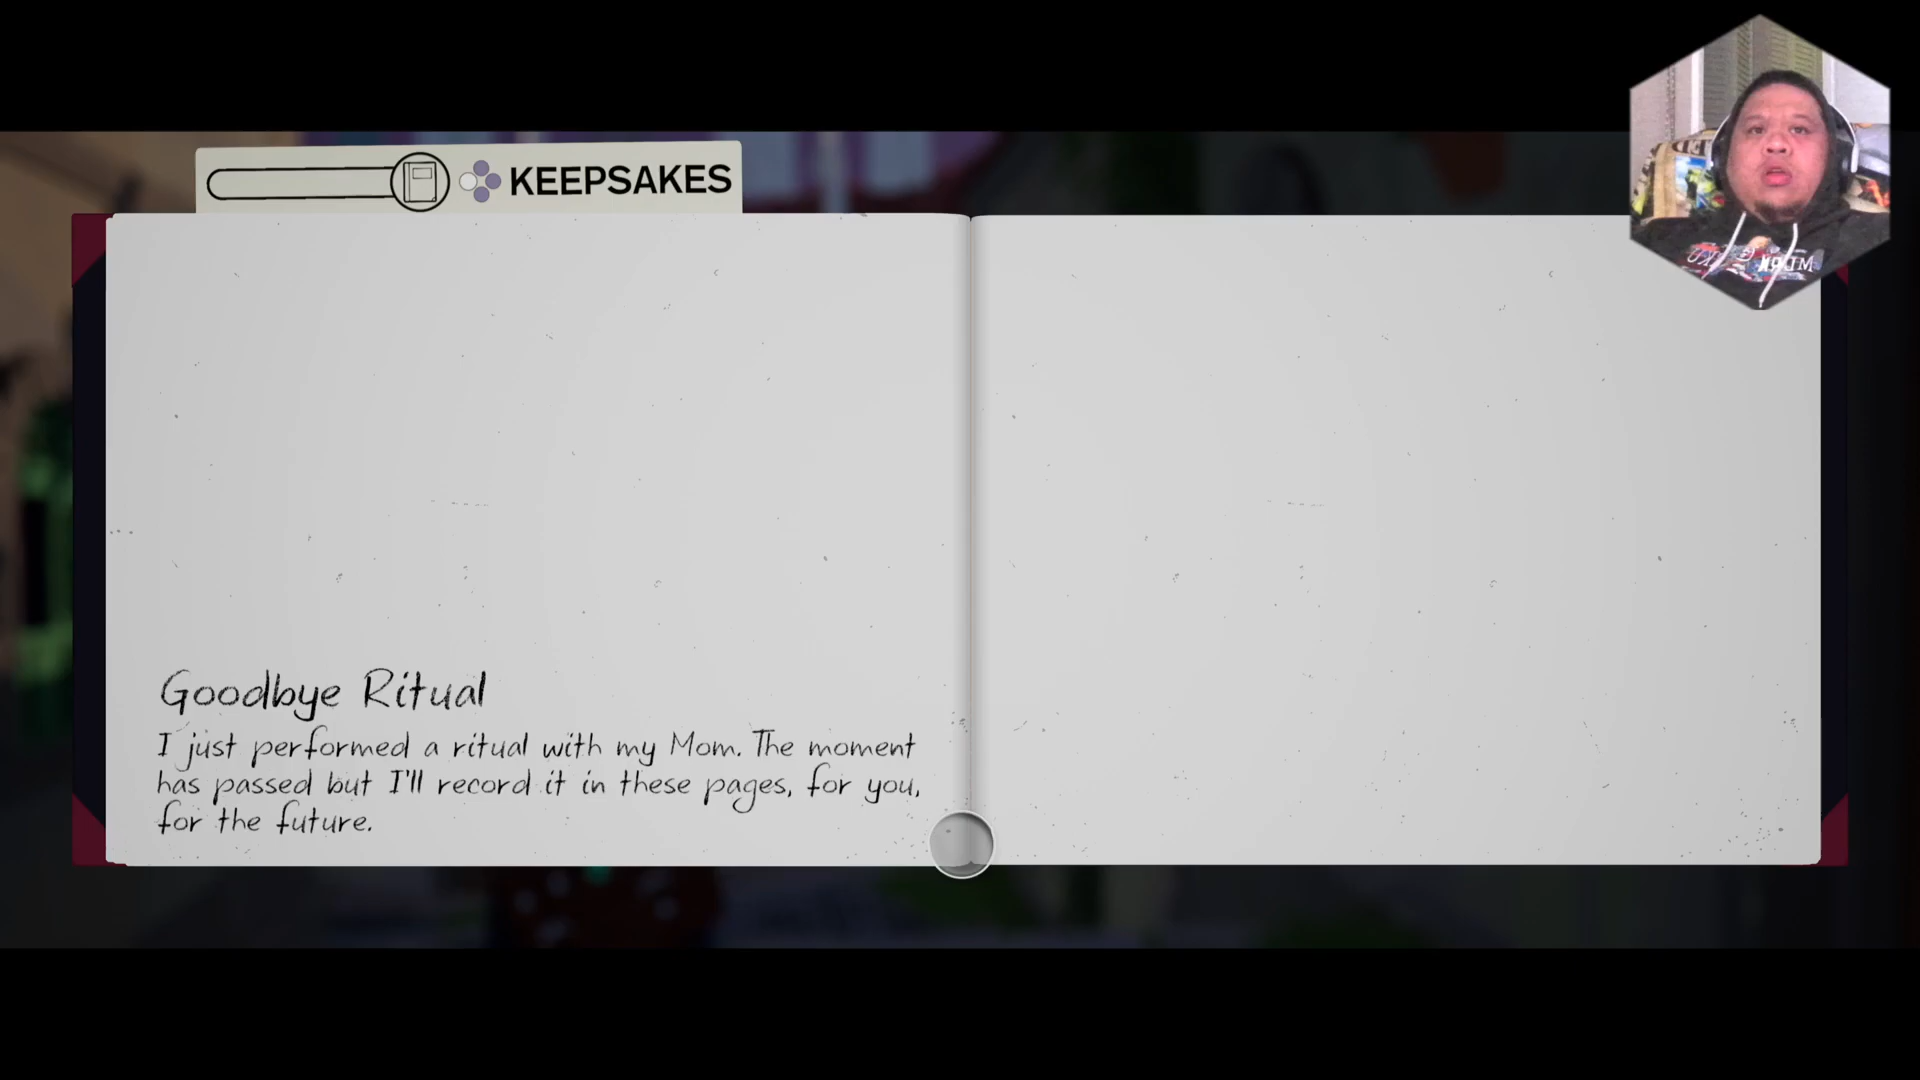 KEEPSAKES
Goodbye Ritual
I just performed a ritual with my Mom. The moment
has passed but I'll record it in these pages, for you,
for the future.